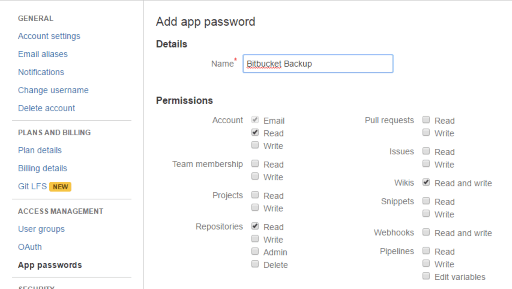 GENERAL
Account settings
Email aliases
Notifications
Change username
Delete account
PLANS AND BILLING
Plan details
Billing details
Git LFS NEW
ACCESS MANAGEMENT
User groups
OAuth
App passwords
SECURITY
Add app password
Details
Name*
Bitbucket Backup
Permissions
Account
Email
Read
Write
Team membership
Read
Write
Projects
Read
Write
Repositories
Read
Write
Admin
Delete
Pull requests
Read
Write
Issues
Read
Write
Wikis
Read and write
Snippets
Read
Write
Webhooks
Read and write
Pipelines
Read
Write
Edit variables